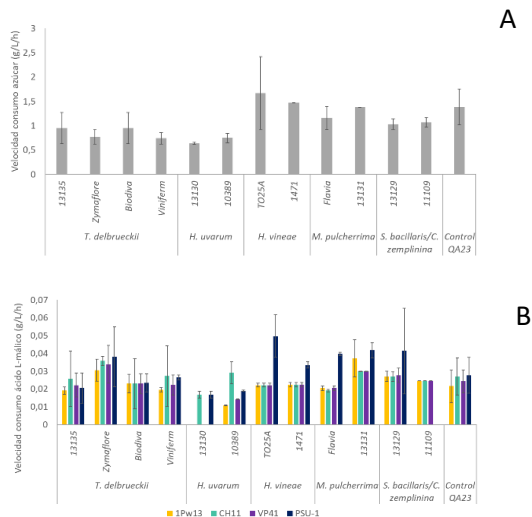 A
Velocidad consumo azúcar (g/L/h)
3
2,5
2
1,5
1
0,5
0
13135 Zymaflore Biodiva Viniferm 13130 10389 TO25A 1471 Flavia 13131 13129 11109
T. delbrueckii H. uvarum H. vineae M. pulcherrima S. bacillaris/C. zemplinina Control QA23
B
Velocidad consumo ácido L-málico (g/L/h)
0,07
0,06
0,05
0,04
0,03
0,02
0,01
0
13135 Zymaflore Biodiva Viniferm 13130 10389 TO25A 1471 Flavia 13131 13129 11109
T. delbrueckii H. uvarum H. vineae M. pulcherrima S. bacillaris/C. zemplinina Control QA23
1Pw13 CH11 VP41 PSU-1